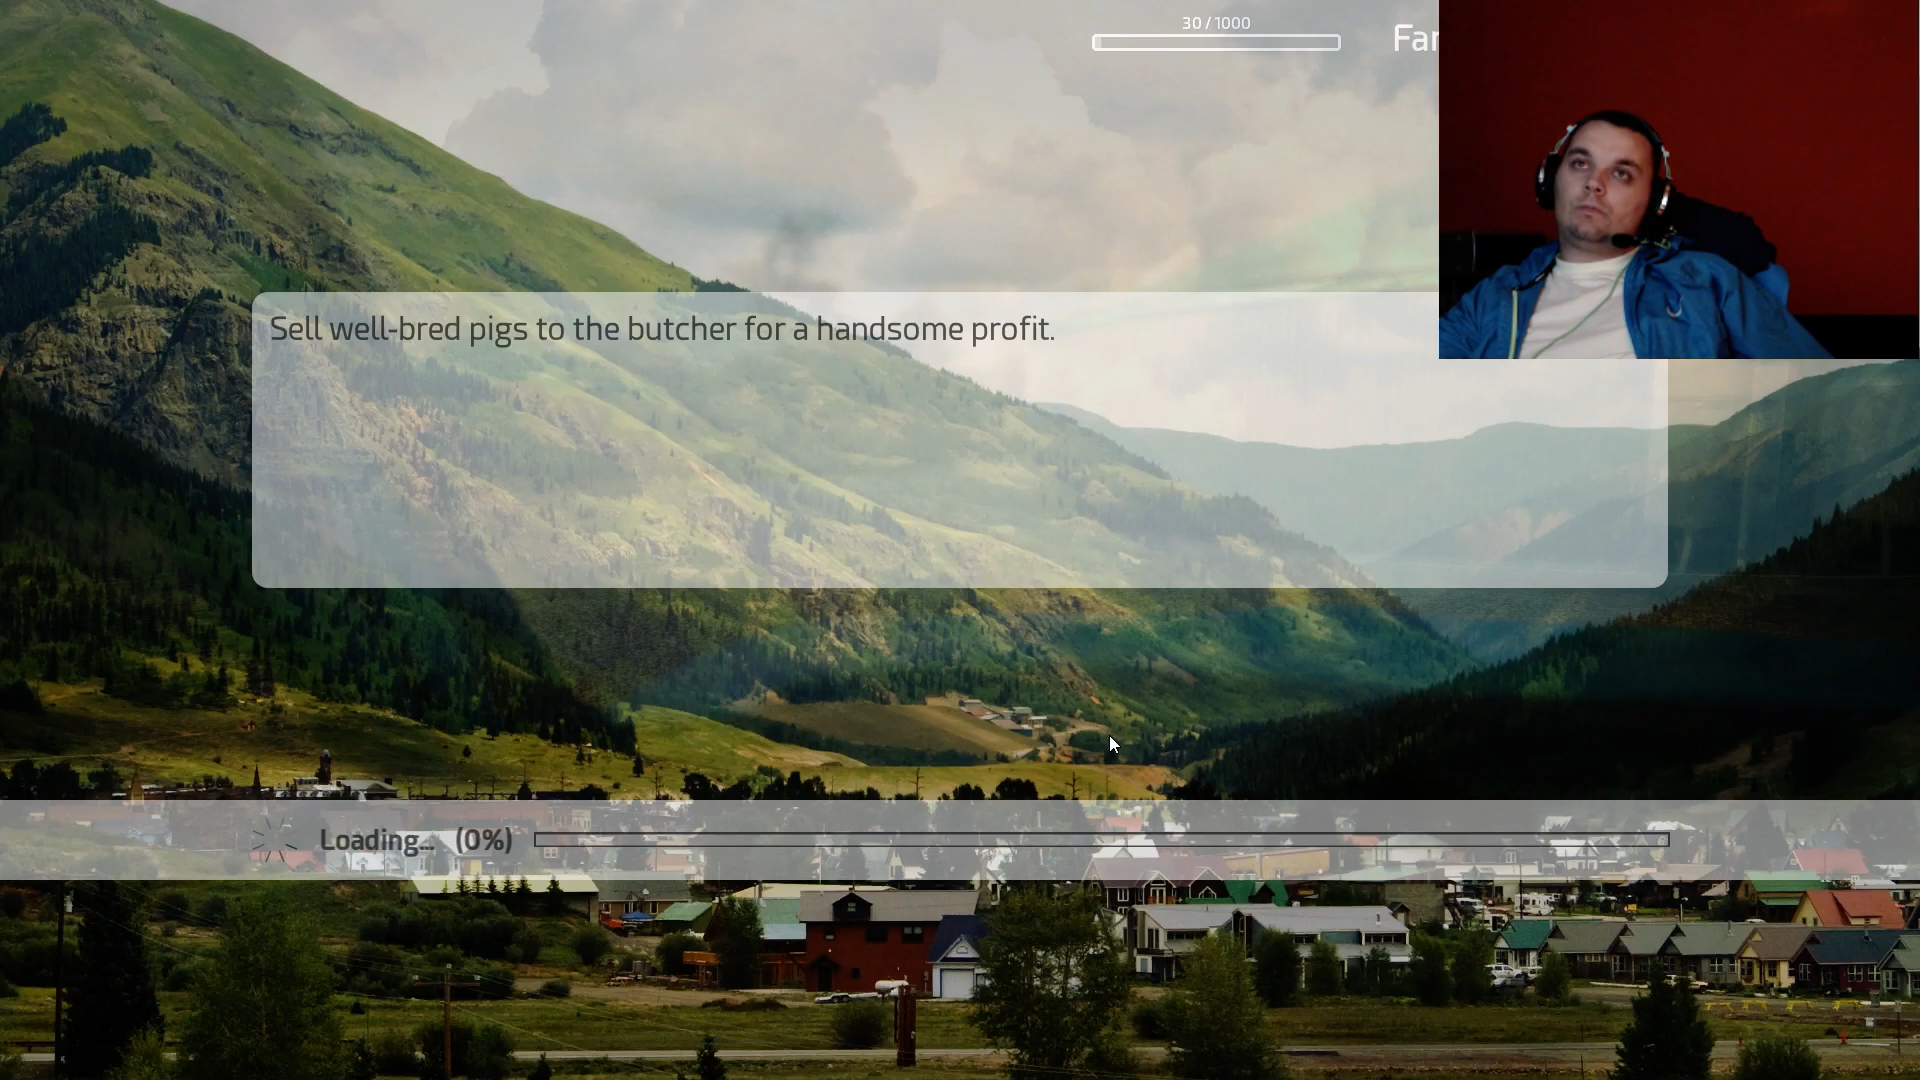 30 / 1000
Sell well-bred pigs to the butcher for a handsome profit.
Loading... (0%)